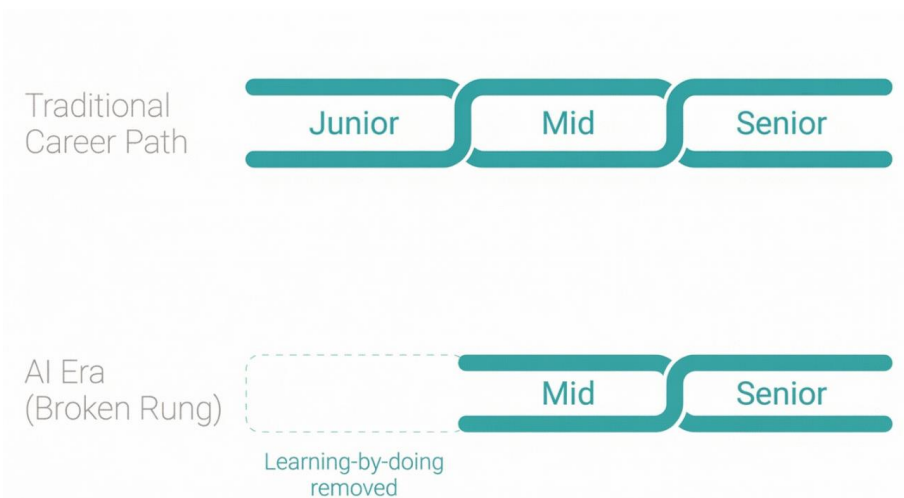 Traditional
Career Path
Junior
Mid
Senior
AI Era
(Broken Rung)
Mid
Senior
Learning-by-doing
removed